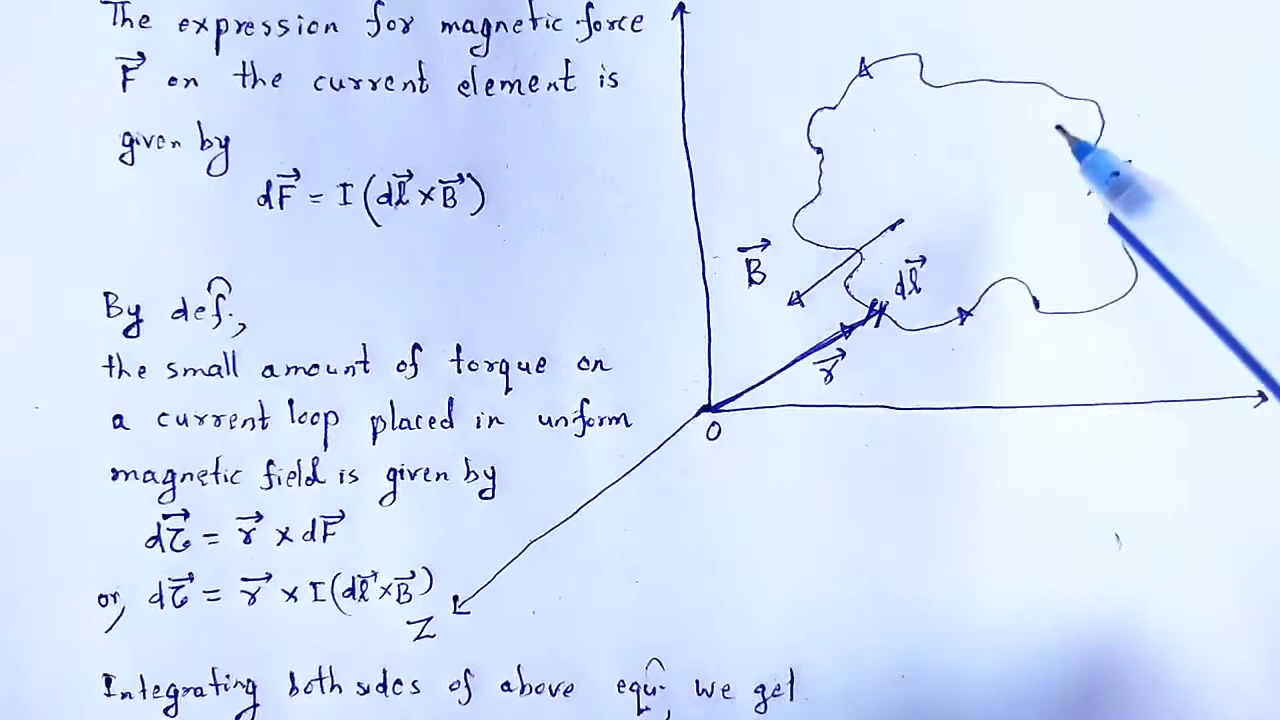 The expression for magnetic force
F⃗ on the current element is
given by
dF⃗ = I(dl⃗ × B⃗)
By def.,
the small amount of torque on
a current loop placed in uniform
magnetic field is given by
dτ⃗ = r⃗ × dF⃗
or, dτ⃗ = r⃗ × I(dl⃗ × B⃗)
Integrating both sides of above equ., we get
B⃗
dl⃗
r⃗
O
Z